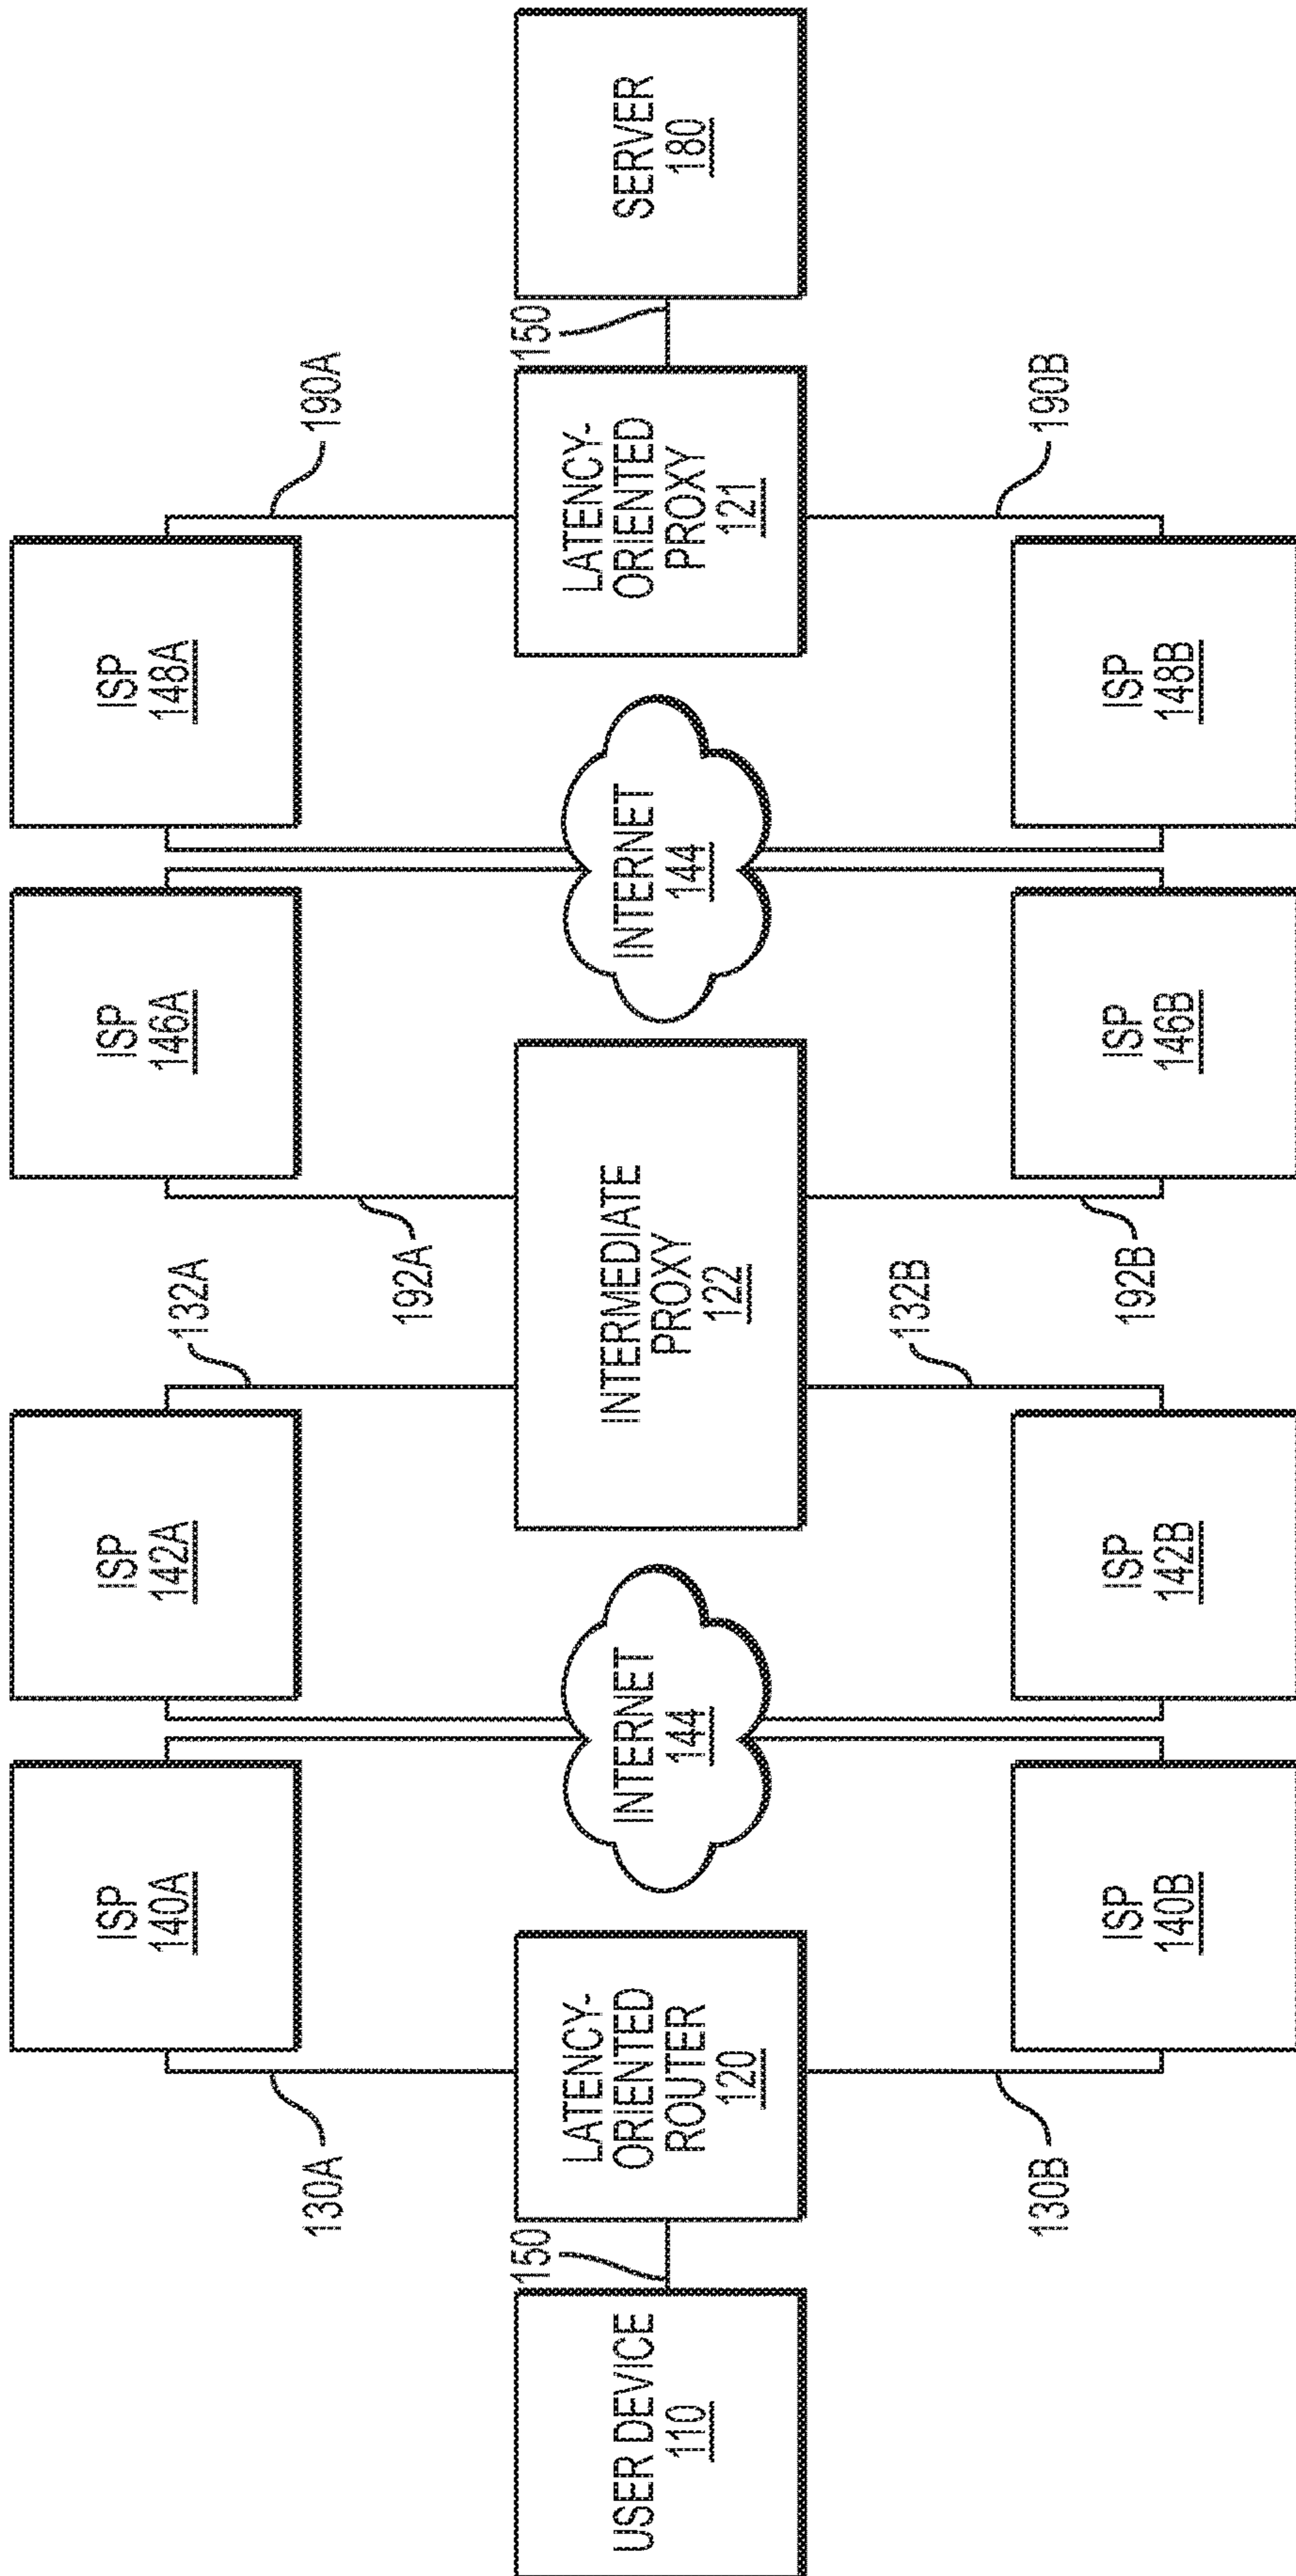 ISP
140A
ISP
142A
ISP
146A
ISP
148A
130A
132A
192A
190A
USER DEVICE
110
150
LATENCY-
ORIENTED
ROUTER
120
INTERNET
144
INTERMEDIATE
PROXY
122
INTERNET
144
LATENCY-
ORIENTED
PROXY
121
150
SERVER
180
130B
132B
192B
190B
ISP
140B
ISP
142B
ISP
146B
ISP
148B